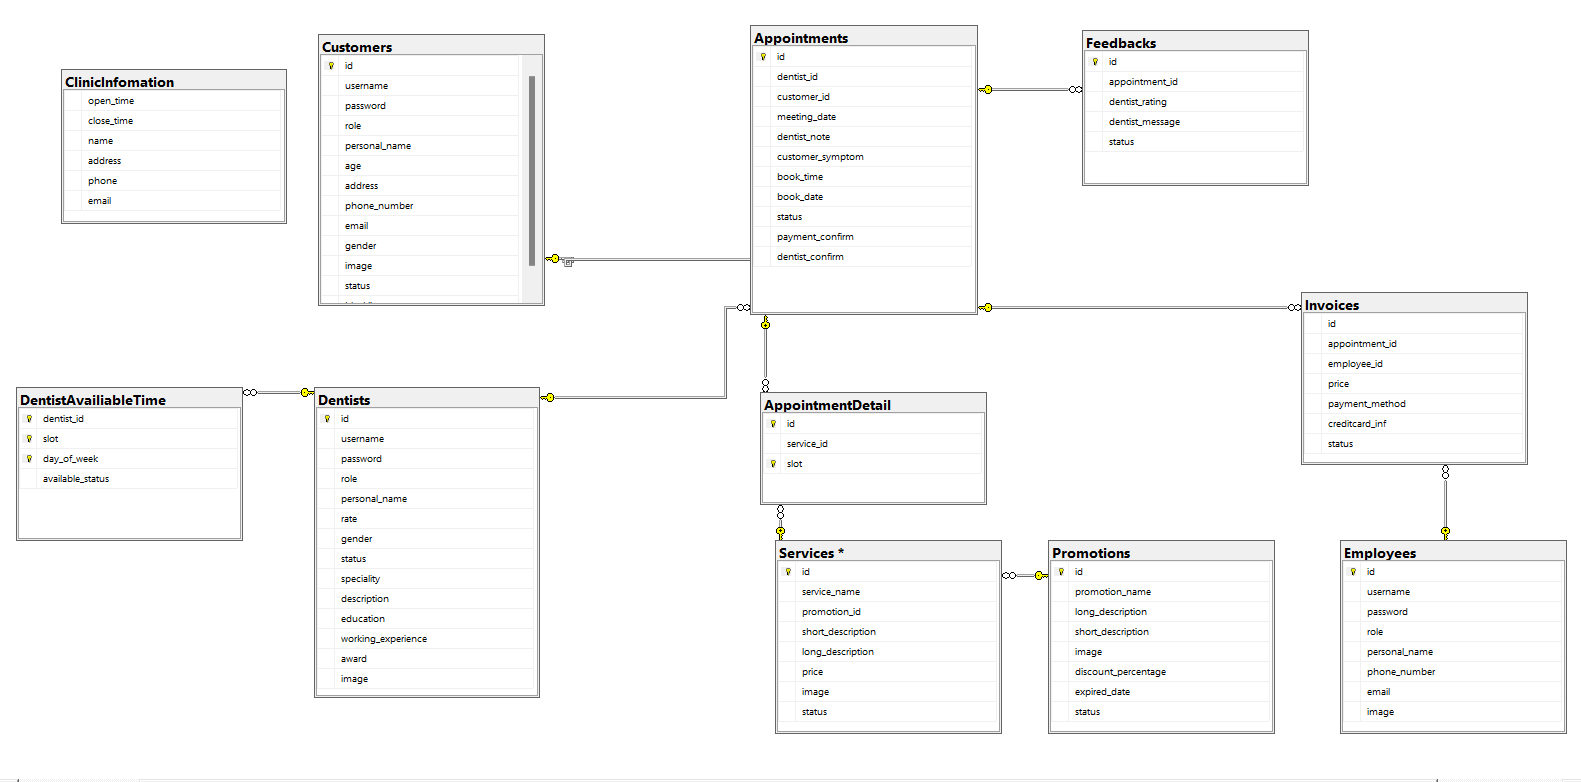 ClinicInfomation
open_time
close_time
name
address
phone
email
Customers
id
username
password
role
personal_name
age
address
phone_number
email
gender
image
status
Appointments
id
dentist_id
customer_id
meeting_date
dentist_note
customer_symptom
book_time
book_date
status
payment_confirm
dentist_confirm
Feedbacks
id
appointment_id
dentist_rating
dentist_message
status
Invoices
id
appointment_id
employee_id
price
payment_method
creditcard_inf
status
DentistAvailiableTime
dentist_id
slot
day_of_week
available_status
Dentists
id
username
password
role
personal_name
rate
gender
status
speciality
description
education
working_experience
award
image
AppointmentDetail
id
service_id
slot
Services *
id
service_name
promotion_id
short_description
long_description
price
image
status
Promotions
id
promotion_name
long_description
short_description
image
discount_percentage
expired_date
status
Employees
id
username
password
role
personal_name
phone_number
email
image